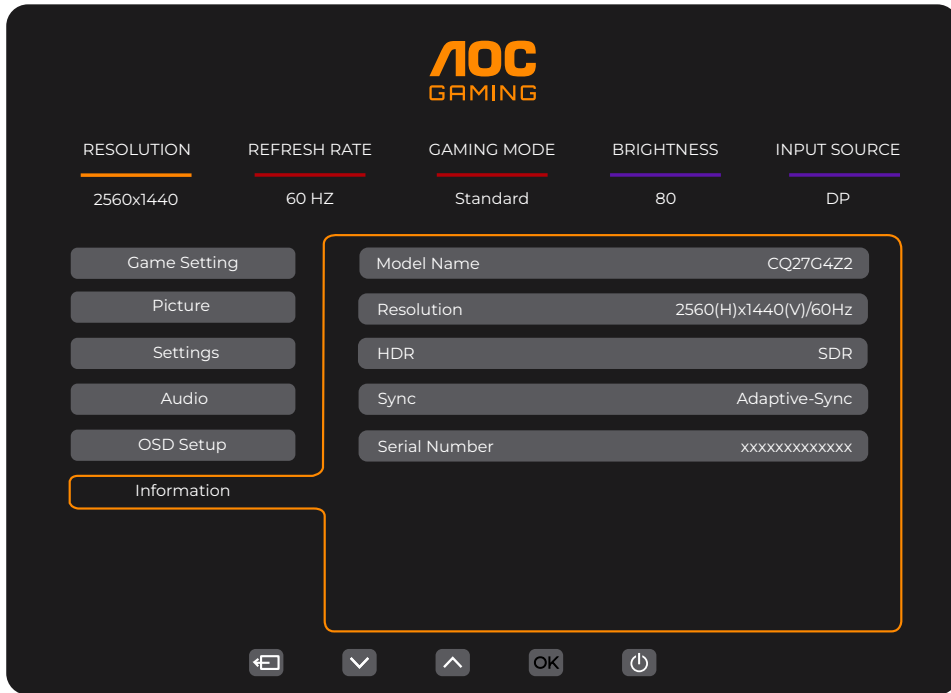 AOC
GAMING
RESOLUTION REFRESH RATE GAMING MODE BRIGHTNESS INPUT SOURCE
2560x1440 60 HZ Standard 80 DP
Game Setting
Model Name CQ27G4Z2
Picture
Resolution 2560(H)x1440(V)/60Hz
Settings
HDR SDR
Audio
Sync Adaptive-Sync
OSD Setup
Serial Number xxxxxxxxxxxxx
Information
OK